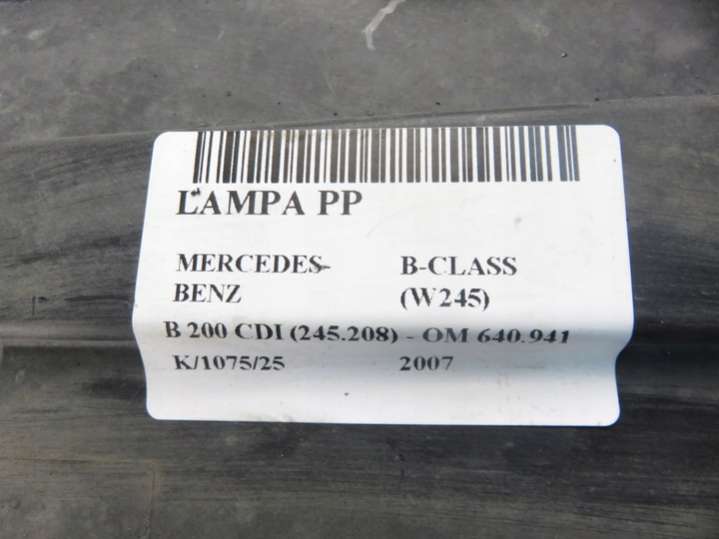 LAMPA PP
MERCEDES- B-CLASS
BENZ (W245)
B 200 CDI (245.208) - OM 640.941
K/1075/25 2007